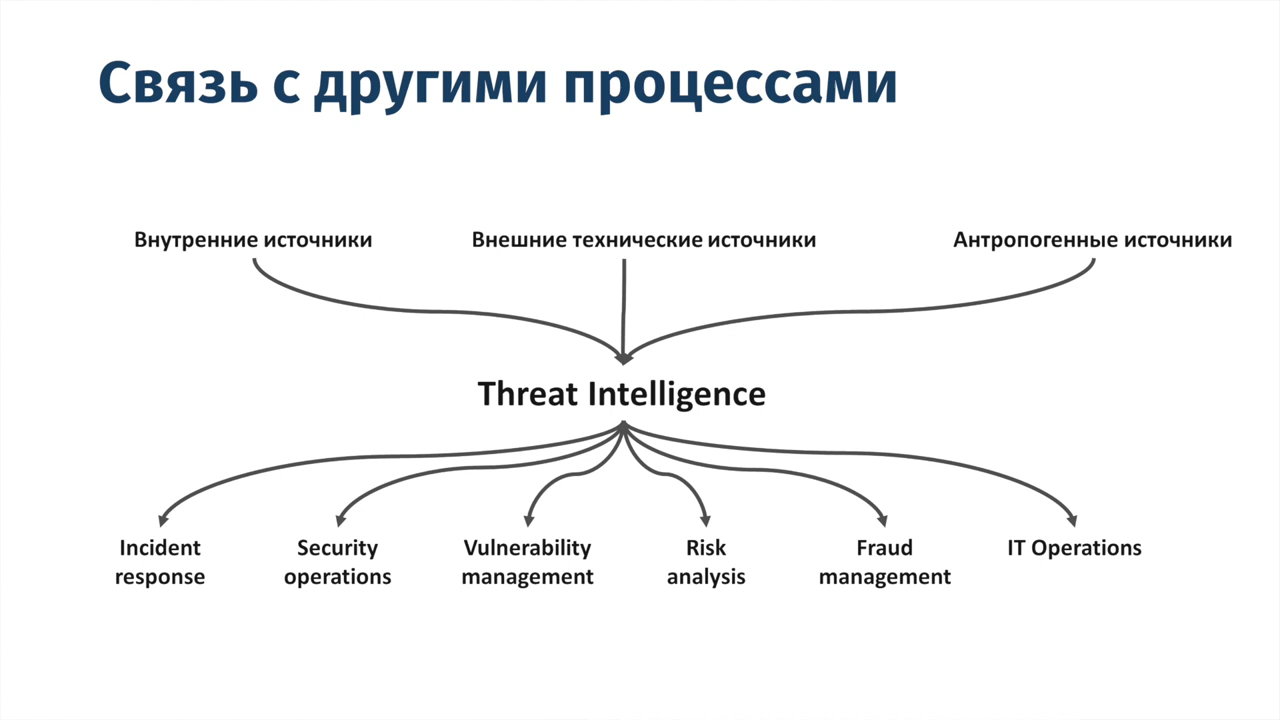 Связь с другими процессами
Внутренние источники
Внешние технические источники
Антропогенные источники
Threat Intelligence
Incident
response
Security
operations
Vulnerability
management
Risk
analysis
Fraud
management
IT Operations